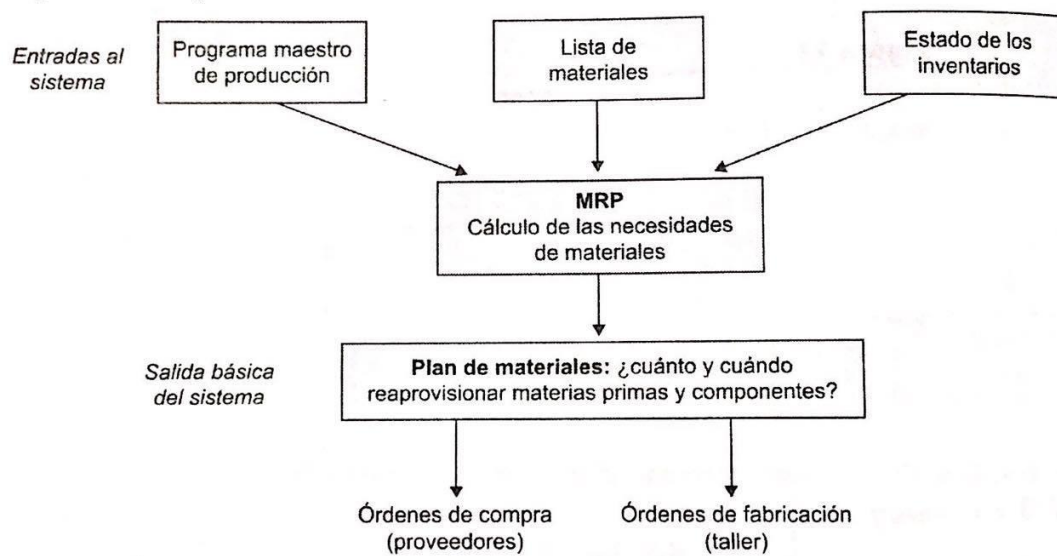 Entradas al
sistema
Programa maestro
de producción
Lista de
materiales
Estado de los
inventarios
MRP
Cálculo de las necesidades
de materiales
Salida básica
del sistema
Plan de materiales: ¿cuánto y cuándo
reaprovisionar materias primas y componentes?
Órdenes de compra
(proveedores)
Órdenes de fabricación
(taller)